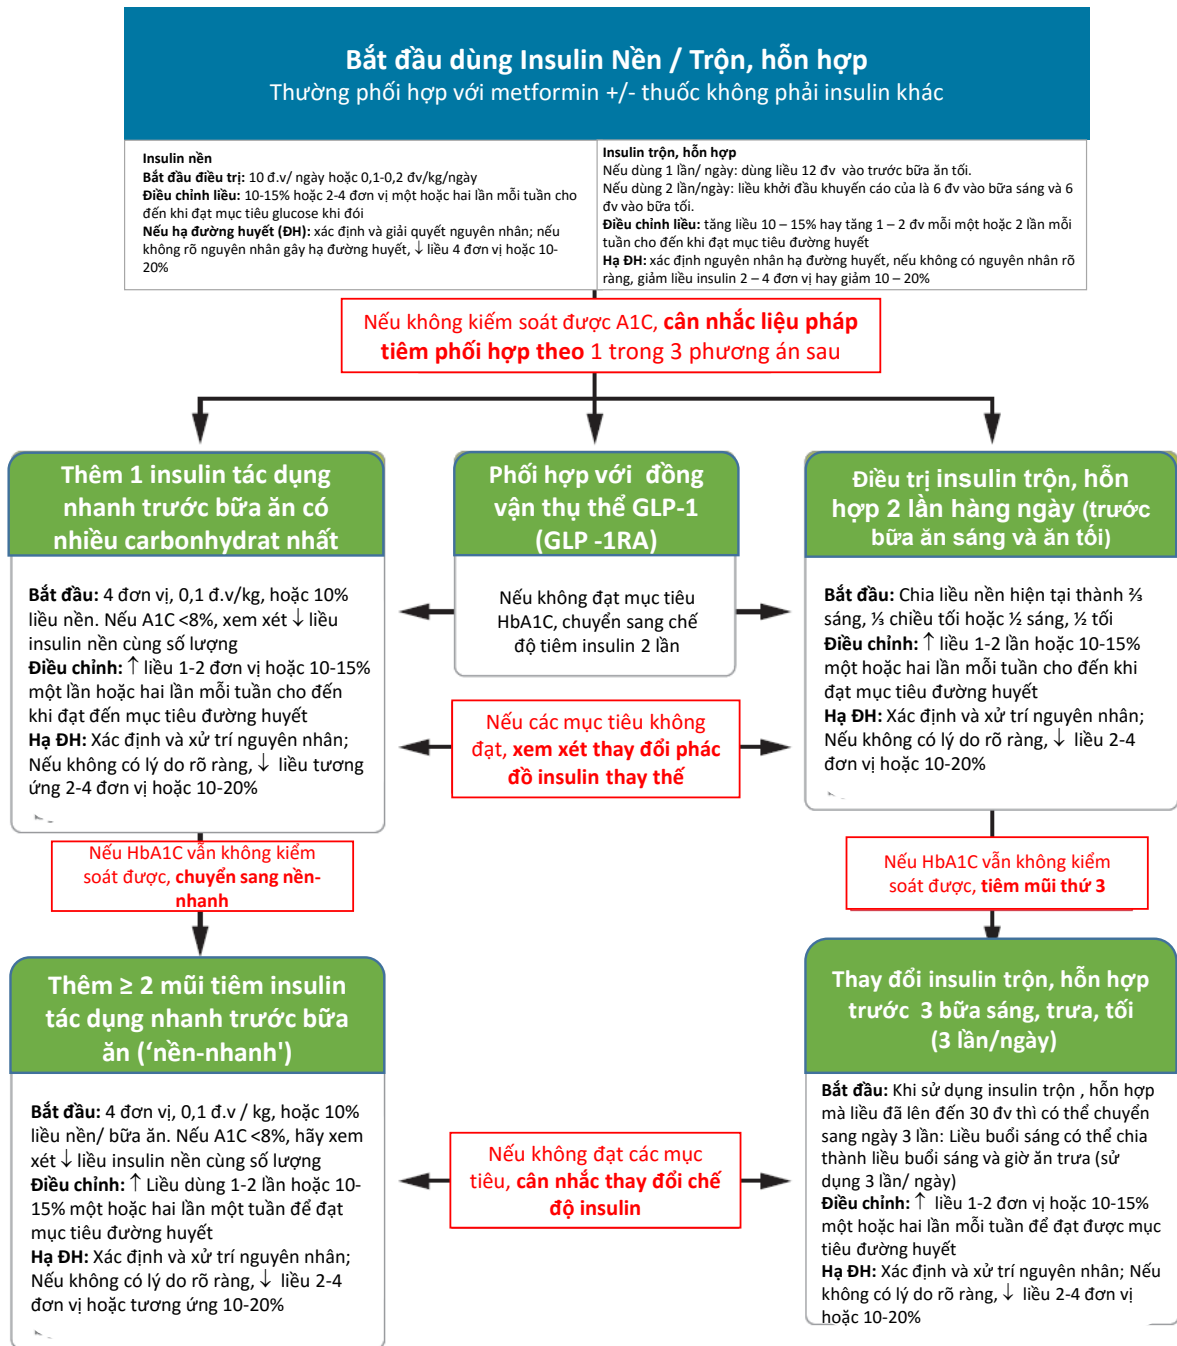 Bắt đầu dùng Insulin Nền / Trộn, hỗn hợp
Thường phối hợp với metformin +/- thuốc không phải insulin khác
Insulin nền
Bắt đầu điều trị: 10 đ.v/ ngày hoặc 0,1-0,2 đv/kg/ngày
Điều chỉnh liều: 10-15% hoặc 2-4 đơn vị một hoặc hai lần mỗi tuần cho
đến khi đạt mục tiêu glucose khi đói
Nếu hạ đường huyết (ĐH): xác định và giải quyết nguyên nhân; nếu
không rõ nguyên nhân gây hạ đường huyết, ↓ liều 4 đơn vị hoặc 10-
20%
Insulin trộn, hỗn hợp
Nếu dùng 1 lần/ ngày: dùng liều 12 đv vào trước bữa ăn tối.
Nếu dùng 2 lần/ngày: liều khởi đầu khuyến cáo của là 6 đv vào bữa sáng và 6
đv vào bữa tối.
Điều chỉnh liều: tăng liều 10 – 15% hay tăng 1 – 2 đv mỗi một hoặc 2 lần mỗi
tuần cho đến khi đạt mục tiêu đường huyết
Hạ ĐH: xác định nguyên nhân hạ đường huyết, nếu không có nguyên nhân rõ
ràng, giảm liều insulin 2 – 4 đơn vị hay giảm 10 – 20%
Nếu không kiểm soát được A1C, cân nhắc liệu pháp
tiêm phối hợp theo 1 trong 3 phương án sau
Thêm 1 insulin tác dụng
nhanh trước bữa ăn có
nhiều carbonhydrat nhất
Bắt đầu: 4 đơn vị, 0,1 đ.v/kg, hoặc 10%
liều nền. Nếu A1C <8%, xem xét ↓ liều
insulin nền cùng số lượng
Điều chỉnh: ↑ liều 1-2 đơn vị hoặc 10-15%
một lần hoặc hai lần mỗi tuần cho đến
khi đạt đến mục tiêu đường huyết
Hạ ĐH: Xác định và xử trí nguyên nhân;
Nếu không có lý do rõ ràng, ↓ liều tương
ứng 2-4 đơn vị hoặc 10-20%
Phối hợp với đồng
vận thụ thể GLP-1
(GLP -1RA)
Nếu không đạt mục tiêu
HbA1C, chuyển sang chế
độ tiêm insulin 2 lần
Điều trị insulin trộn, hỗn
hợp 2 lần hàng ngày (trước
bữa ăn sáng và ăn tối)
Bắt đầu: Chia liều nền hiện tại thành ⅔
sáng, ⅓ chiều tối hoặc ½ sáng, ½ tối
Điều chỉnh: ↑ liều 1-2 lần hoặc 10-15%
một hoặc hai lần mỗi tuần cho đến khi
đạt mục tiêu đường huyết
Hạ ĐH: Xác định và xử trí nguyên nhân;
Nếu không có lý do rõ ràng, ↓ liều 2-4
đơn vị hoặc 10-20%
Nếu các mục tiêu không
đạt, xem xét thay đổi phác
đồ insulin thay thế
Nếu HbA1C vẫn không kiểm
soát được, chuyển sang nền-
nhanh
Nếu HbA1C vẫn không kiểm
soát được, tiêm mũi thứ 3
Thêm ≥ 2 mũi tiêm insulin
tác dụng nhanh trước bữa
ăn (‘nền-nhanh')
Bắt đầu: 4 đơn vị, 0,1 đ.v / kg, hoặc 10%
liều nền/ bữa ăn. Nếu A1C <8%, hãy xem
xét ↓ liều insulin nền cùng số lượng
Điều chỉnh: ↑ Liều dùng 1-2 lần hoặc 10-
15% một hoặc hai lần một tuần để đạt
mục tiêu đường huyết
Hạ ĐH: Xác định và xử trí nguyên nhân;
Nếu không có lý do rõ ràng, ↓ liều 2-4
đơn vị hoặc tương ứng 10-20%
Nếu không đạt các mục
tiêu, cân nhắc thay đổi chế
độ insulin
Thay đổi insulin trộn, hỗn hợp
trước 3 bữa sáng, trưa, tối
(3 lần/ngày)
Bắt đầu: Khi sử dụng insulin trộn , hỗn hợp
mà liều đã lên đến 30 đv thì có thể chuyển
sang ngày 3 lần: Liều buổi sáng có thể chia
thành liều buổi sáng và giờ ăn trưa (sử
dụng 3 lần/ ngày)
Điều chỉnh: ↑ liều 1-2 đơn vị hoặc 10-15%
một hoặc hai lần mỗi tuần để đạt được mục
tiêu đường huyết
Hạ ĐH: Xác định và xử trí nguyên nhân; Nếu
không có lý do rõ ràng, ↓ liều 2-4 đơn vị
hoặc 10-20%